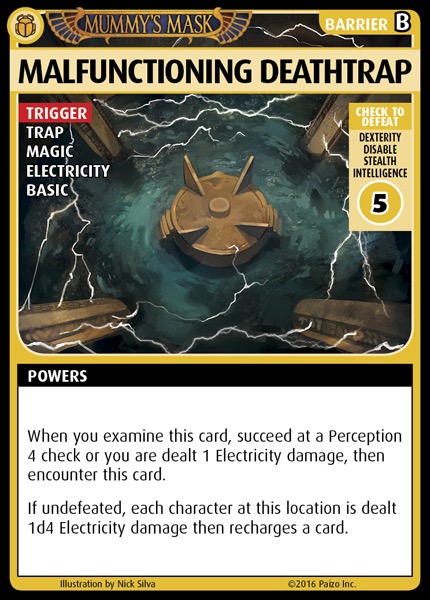 MUMMY'S MASK
BARRIER B
MALFUNCTIONING DEATHTRAP
TRIGGER
TRAP
MAGIC
ELECTRICITY
BASIC
CHECK TO
DEFEAT
DEXTERITY
DISABLE
STEALTH
INTELLIGENCE
5
POWERS
When you examine this card, succeed at a Perception
4 check or you are dealt 1 Electricity damage, then
encounter this card.
If undefeated, each character at this location is dealt
1d4 Electricity damage then recharges a card.
Illustration by Nick Silva
©2016 Paizo Inc.